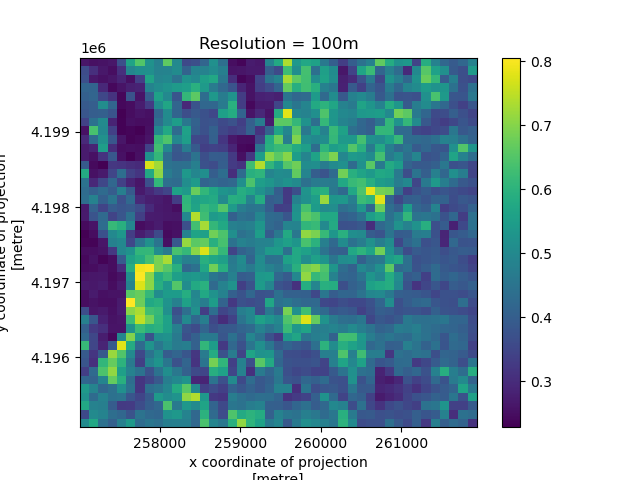 Resolution = 100m
1e6
4.199
4.198
4.197
4.196
y coordinate of projection
[metre]
258000 259000 260000 261000
x coordinate of projection
[metre]
0.8
0.7
0.6
0.5
0.4
0.3